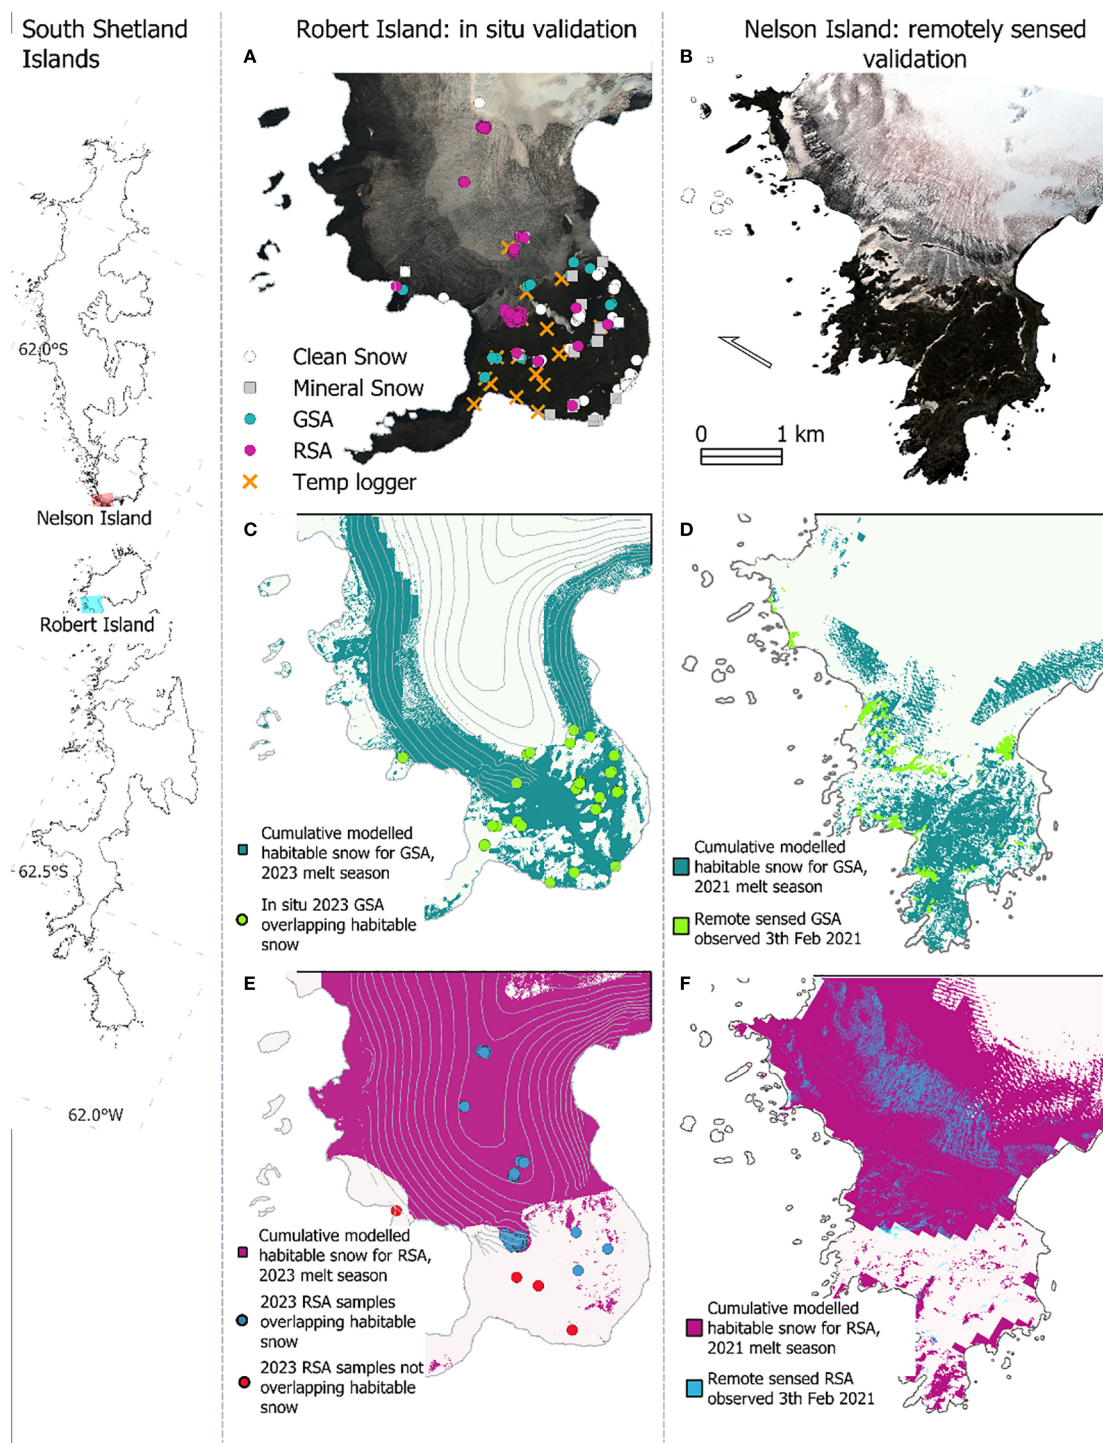 South Shetland
Islands
62.0°S
Nelson Island
Robert Island
62.5°S
62.0°W
Robert Island: in situ validation
A
Clean Snow
Mineral Snow
GSA
RSA
Temp logger
Nelson Island: remotely sensed
validation
B
0 1 km
C
Cumulative modelled
habitable snow for GSA,
2023 melt season
In situ 2023 GSA
overlapping habitable
snow
D
Cumulative modelled
habitable snow for GSA,
2021 melt season
Remote sensed GSA
observed 3th Feb 2021
E
Cumulative modelled
habitable snow for RSA,
2023 melt season
2023 RSA samples
overlapping habitable
snow
2023 RSA samples not
overlapping habitable
snow
F
Cumulative modelled
habitable snow for RSA,
2021 melt season
Remote sensed RSA
observed 3th Feb 2021